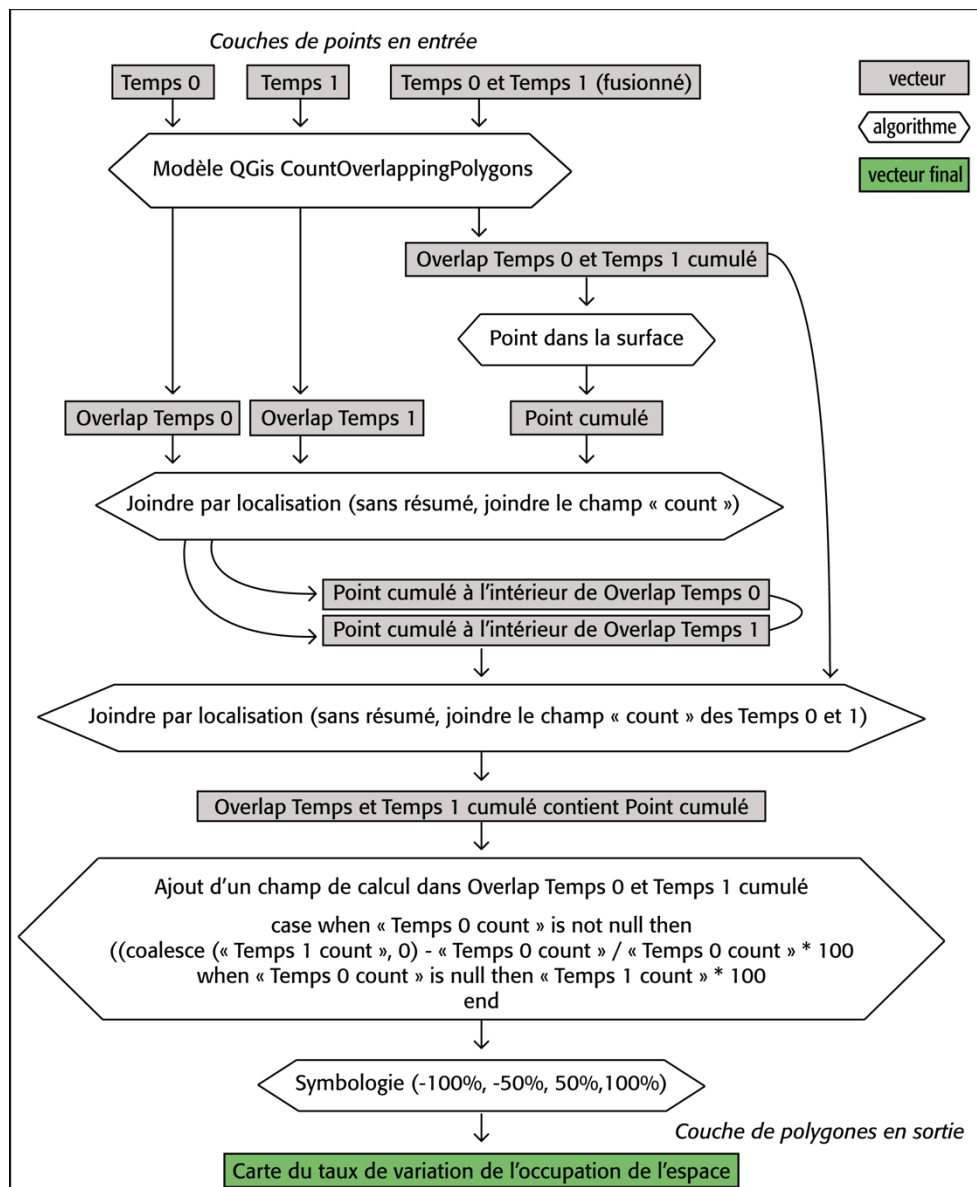 Couches de points en entrée
Temps 0
Temps 1
Temps 0 et Temps 1 (fusionné)
vecteur
algorithme
vecteur final
Modèle QGis CountOverlappingPolygons
Overlap Temps 0 et Temps 1 cumulé
Point dans la surface
Overlap Temps 0
Overlap Temps 1
Point cumulé
Joindre par localisation (sans résumé, joindre le champ « count »)
Point cumulé à l'intérieur de Overlap Temps 0
Point cumulé à l'intérieur de Overlap Temps 1
Joindre par localisation (sans résumé, joindre le champ « count » des Temps 0 et 1)
Overlap Temps et Temps 1 cumulé contient Point cumulé
Ajout d'un champ de calcul dans Overlap Temps 0 et Temps 1 cumulé
case when « Temps 0 count » is not null then
((coalesce (« Temps 1 count », 0) - « Temps 0 count » / « Temps 0 count » * 100
when « Temps 0 count » is null then « Temps 1 count » * 100
end
Symbologie (-100%, -50%, 50%,100%)
Couche de polygones en sortie
Carte du taux de variation de l'occupation de l'espace